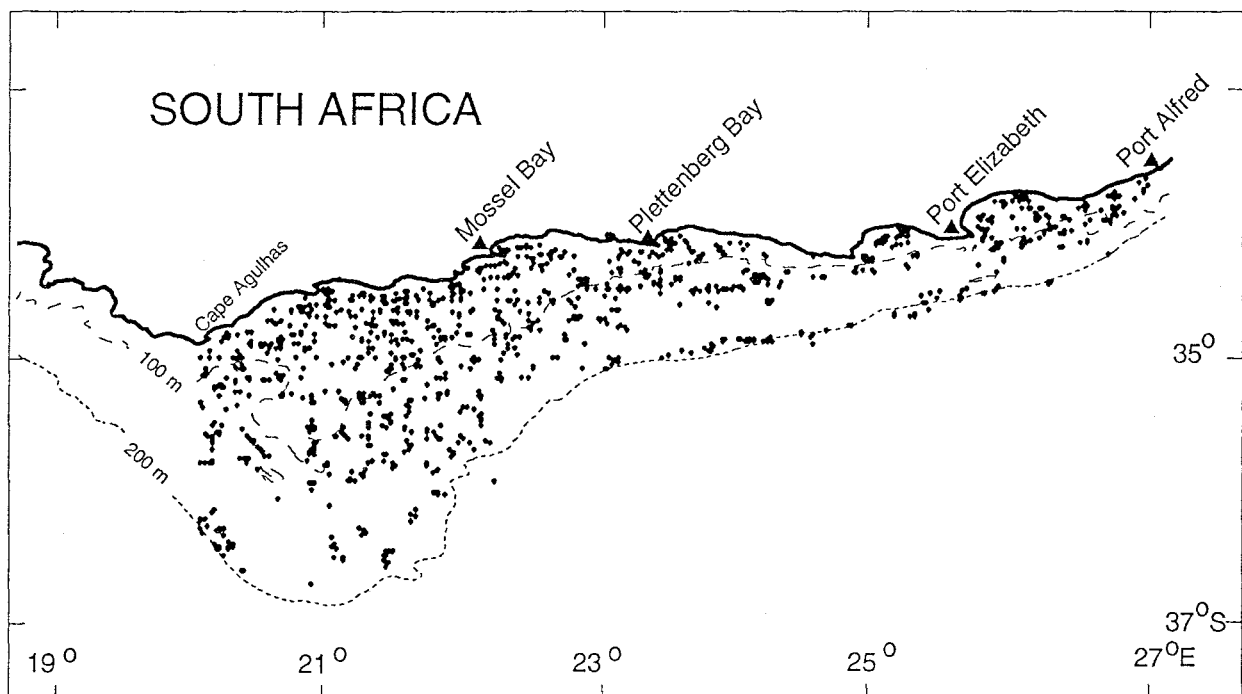 SOUTH AFRICA
Cape Agulhas
Mossel Bay
Plettenberg Bay
Port Elizabeth
Port Alfred
100 m
200 m
35°
37°S
19° 21° 23° 25° 27°E